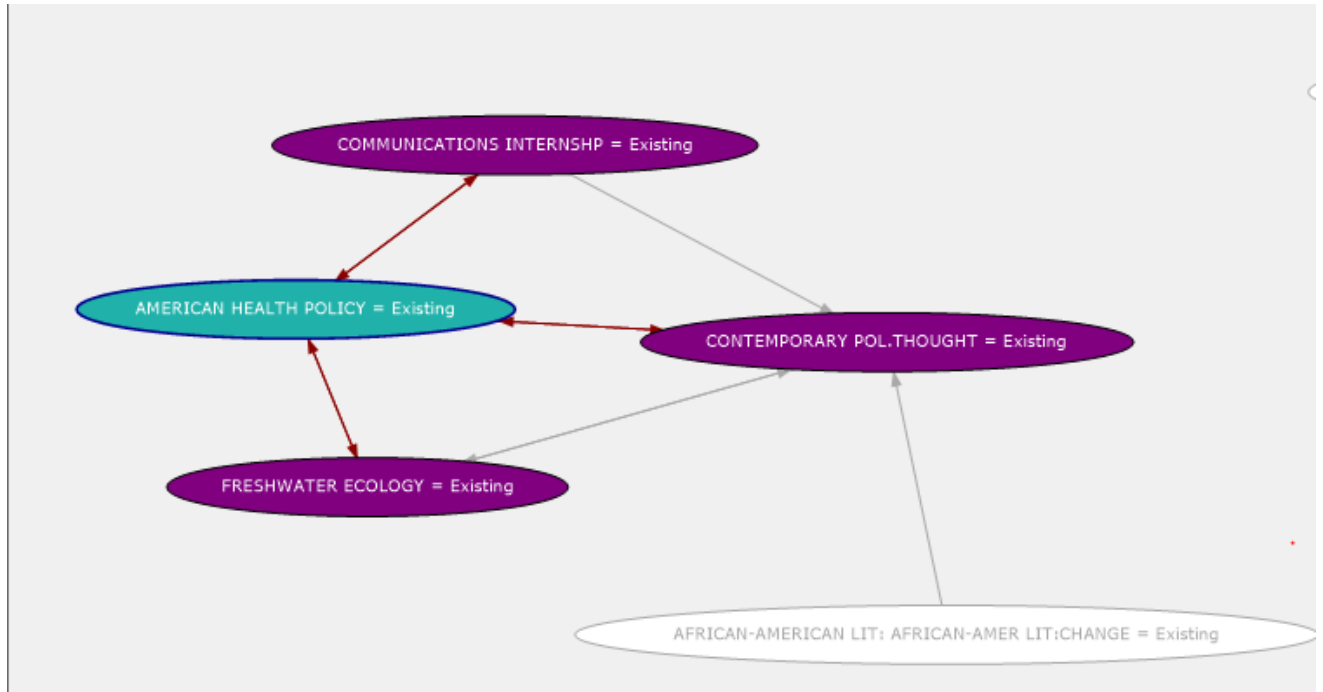 COMMUNICATIONS INTERNSHP = Existing
AMERICAN HEALTH POLICY = Existing
CONTEMPORARY POL.THOUGHT = Existing
FRESHWATER ECOLOGY = Existing
AFRICAN-AMERICAN LIT: AFRICAN-AMER LIT:CHANGE = Existing